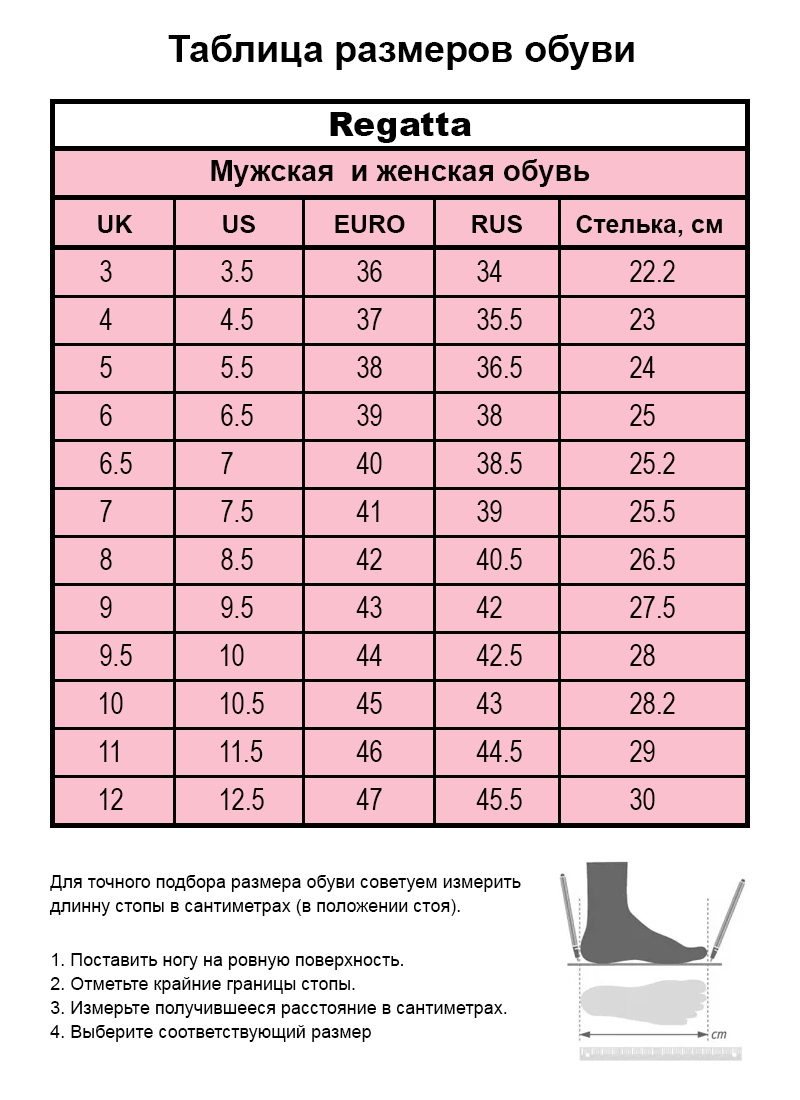 Таблица размеров обуви
Regatta
Мужская и женская обувь
UK US EURO RUS Стелька, см
3 3.5 36 34 22.2
4 4.5 37 35.5 23
5 5.5 38 36.5 24
6 6.5 39 38 25
6.5 7 40 38.5 25.2
7 7.5 41 39 25.5
8 8.5 42 40.5 26.5
9 9.5 43 42 27.5
9.5 10 44 42.5 28
10 10.5 45 43 28.2
11 11.5 46 44.5 29
12 12.5 47 45.5 30
Для точного подбора размера обуви советуем измерить
длинну стопы в сантиметрах (в положении стоя).
1. Поставить ногу на ровную поверхность.
2. Отметьте крайние границы стопы.
3. Измерьте получившееся расстояние в сантиметрах.
4. Выберите соответствующий размер
cm